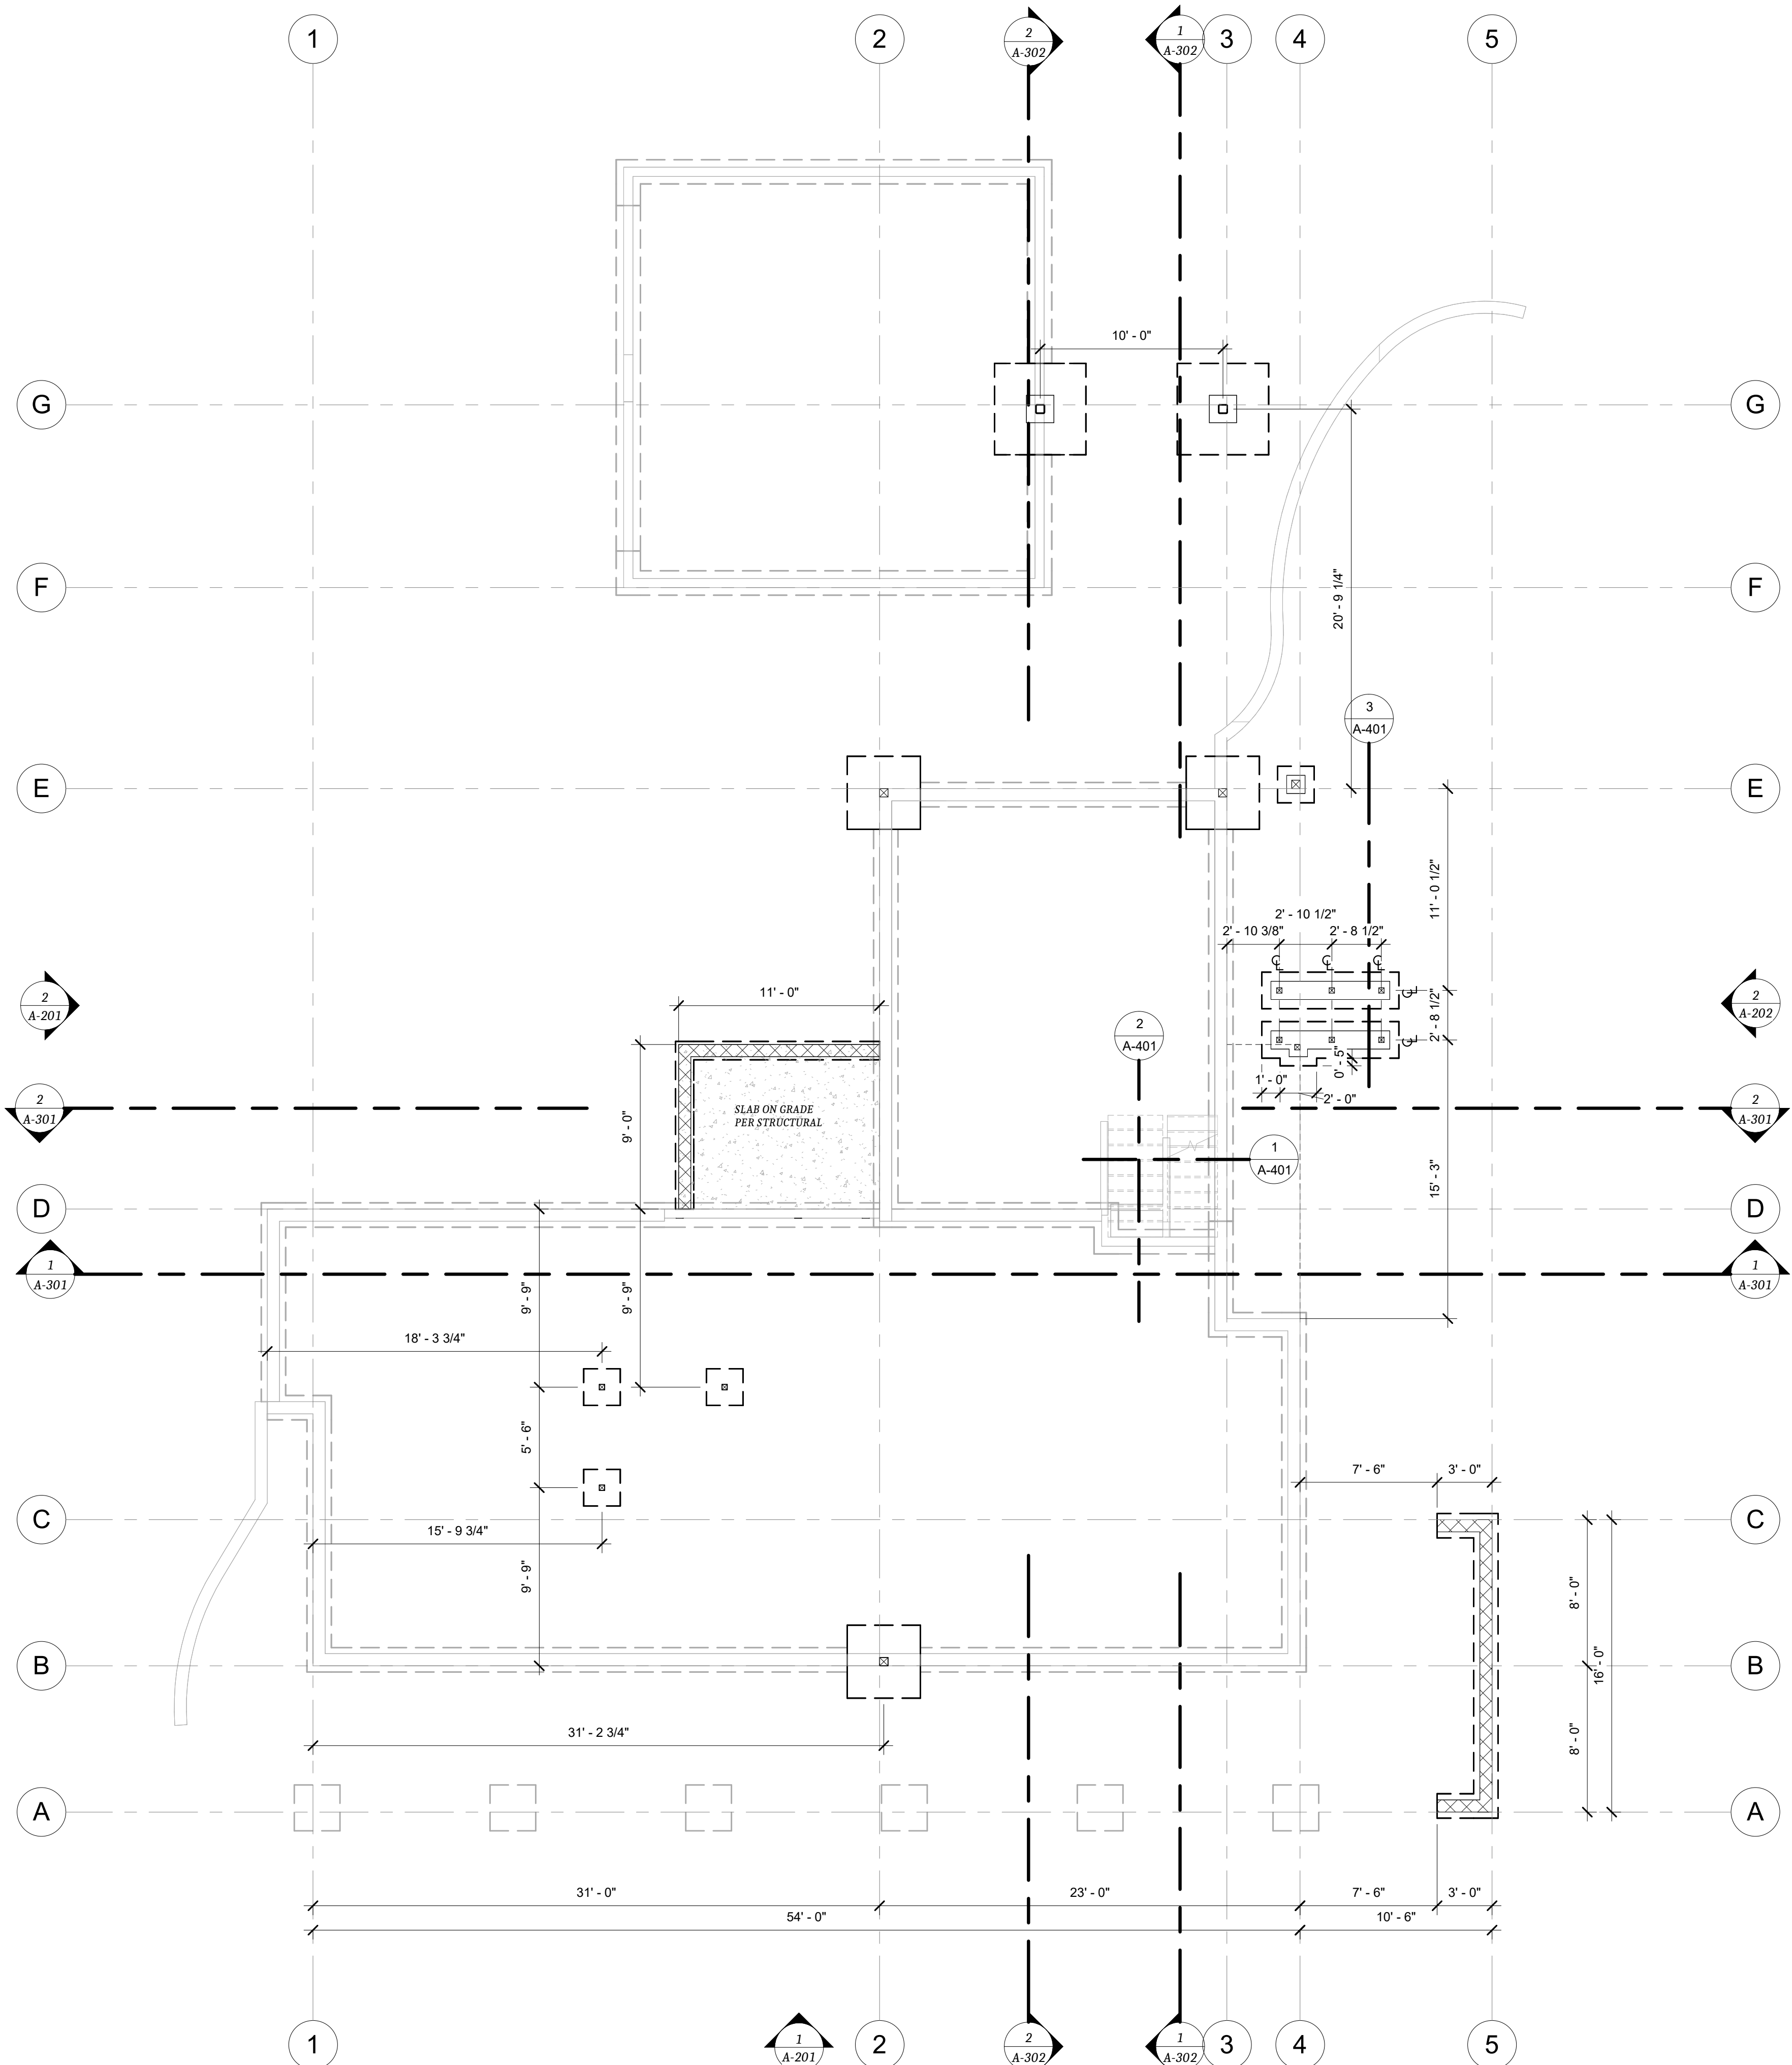 1
2
2
A-302
1
A-302
3
4
5
10' - 0"
G
G
F
F
20' - 9 1/4"
3
A-401
E
E
11' - 0 1/2"
2' - 10 1/2"
2' - 10 3/8"
2' - 8 1/2"
℄
℄
℄
℄
2
A-201
11' - 0"
2' - 8 1/2"
2
A-202
2
A-401
℄
0' - 5"
1' - 0"
2' - 0"
2
A-301
SLAB ON GRADE
PER STRUCTURAL
9' - 0"
2
A-301
1
A-401
15' - 3"
D
D
1
A-301
1
A-301
9' - 9"
9' - 9"
18' - 3 3/4"
5' - 6"
7' - 6"
3' - 0"
C
C
15' - 9 3/4"
9' - 9"
8' - 0"
16' - 0"
B
B
31' - 2 3/4"
8' - 0"
A
A
31' - 0"
23' - 0"
7' - 6"
3' - 0"
54' - 0"
10' - 6"
1
1
A-201
2
2
A-302
1
A-302
3
4
5